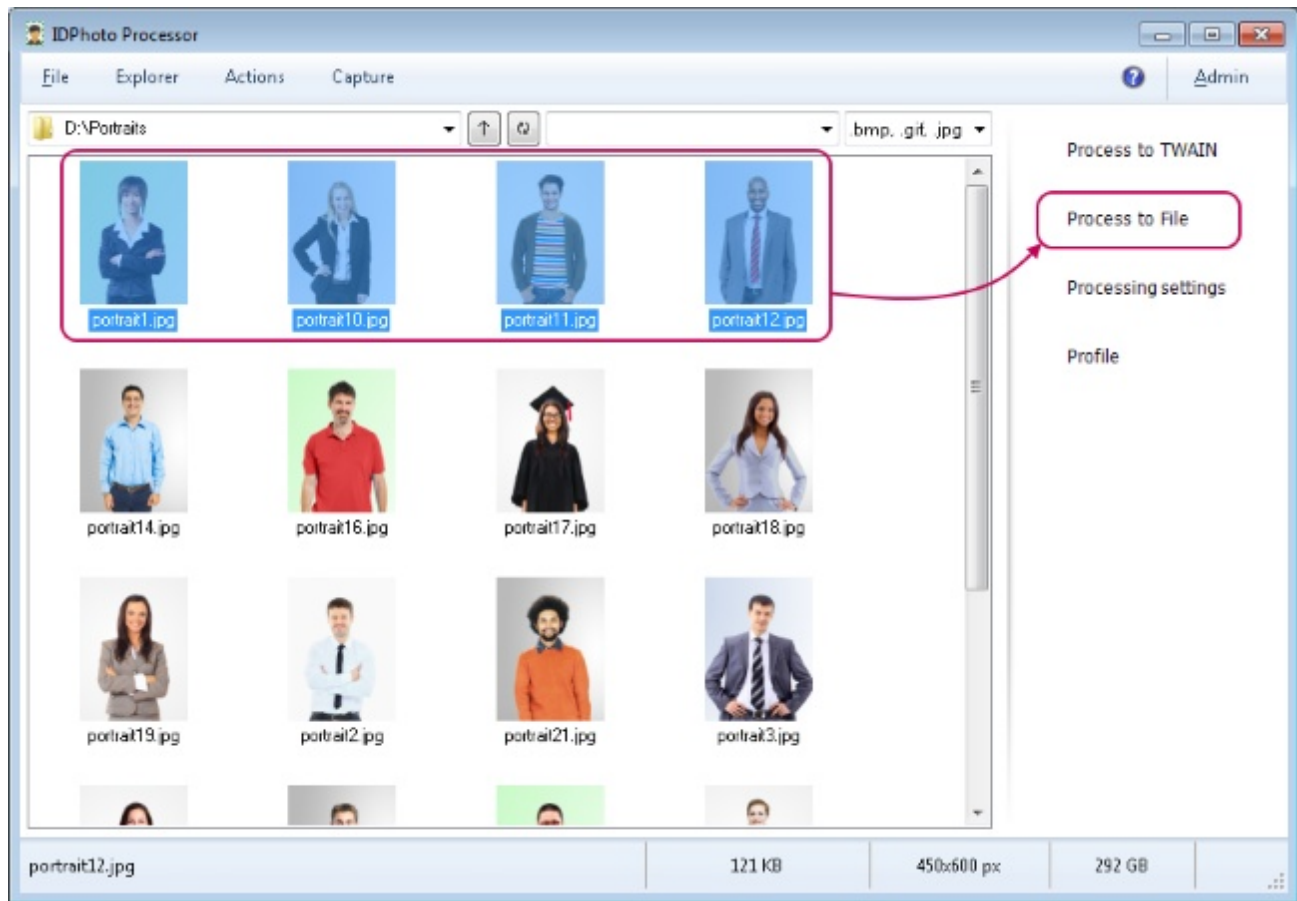 IDPhoto Processor
File Explorer Actions Capture Admin
D:\Portraits .bmp, .gif, .jpg
Process to TWAIN
Process to File
Processing settings
Profile
portrait1.jpg portrait10.jpg portrait11.jpg portrait12.jpg
portrait14.jpg portrait16.jpg portrait17.jpg portrait18.jpg
portrait19.jpg portrait2.jpg portrait21.jpg portrait3.jpg
portrait12.jpg 121 KB 450x600 px 292 GB